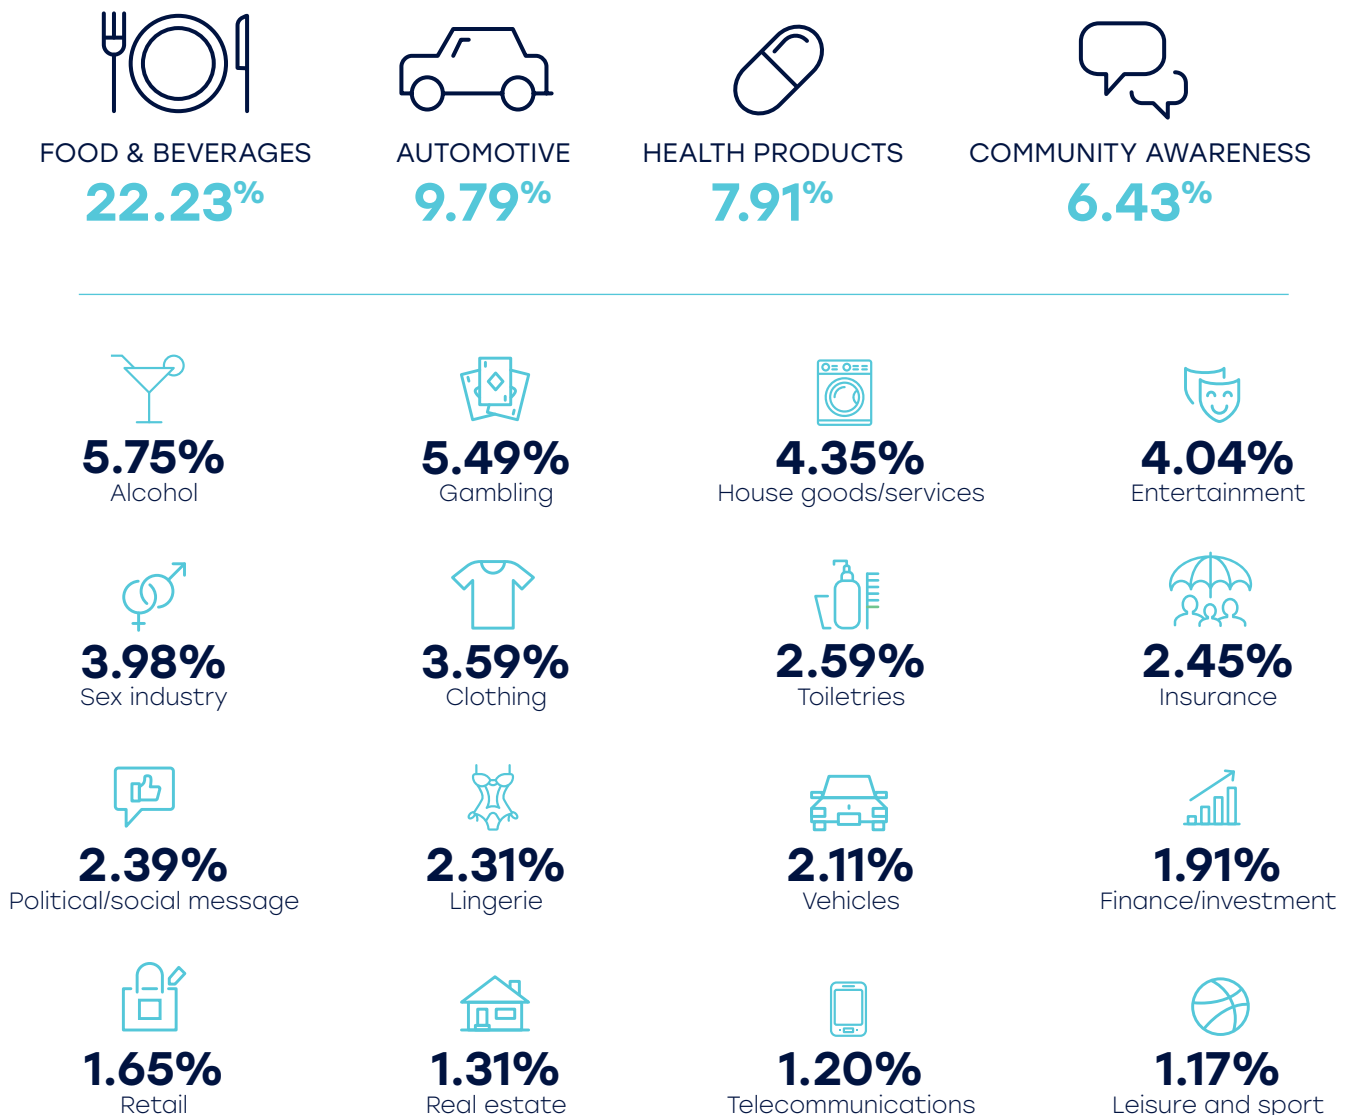 FOOD & BEVERAGES
22.23%
AUTOMOTIVE
9.79%
HEALTH PRODUCTS
7.91%
COMMUNITY AWARENESS
6.43%
5.75%
Alcohol
5.49%
Gambling
4.35%
House goods/services
4.04%
Entertainment
3.98%
Sex industry
3.59%
Clothing
2.59%
Toiletries
2.45%
Insurance
2.39%
Political/social message
2.31%
Lingerie
2.11%
Vehicles
1.91%
Finance/investment
1.65%
Retail
1.31%
Real estate
1.20%
Telecommunications
1.17%
Leisure and sport